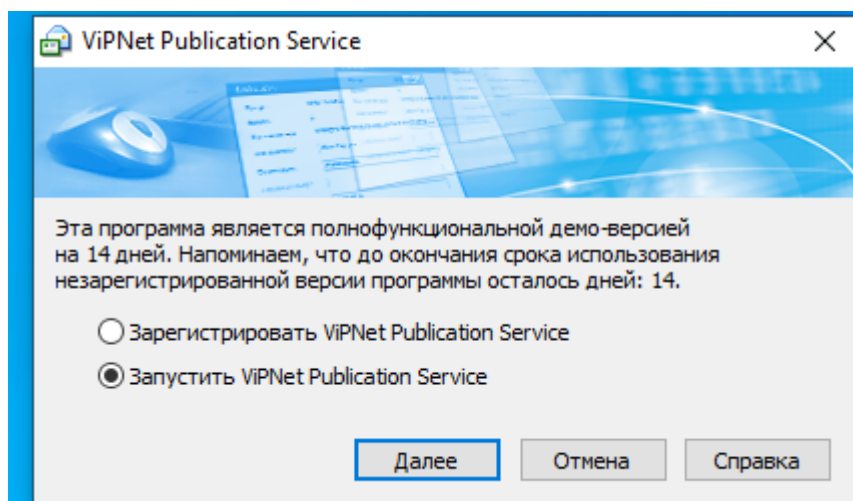 ViPNet Publication Service
Эта программа является полнофункциональной демо-версией
на 14 дней. Напоминаем, что до окончания срока использования
незарегистрированной версии программы осталось дней: 14.
Зарегистрировать ViPNet Publication Service
Запустить ViPNet Publication Service
Далее
Отмена
Справка